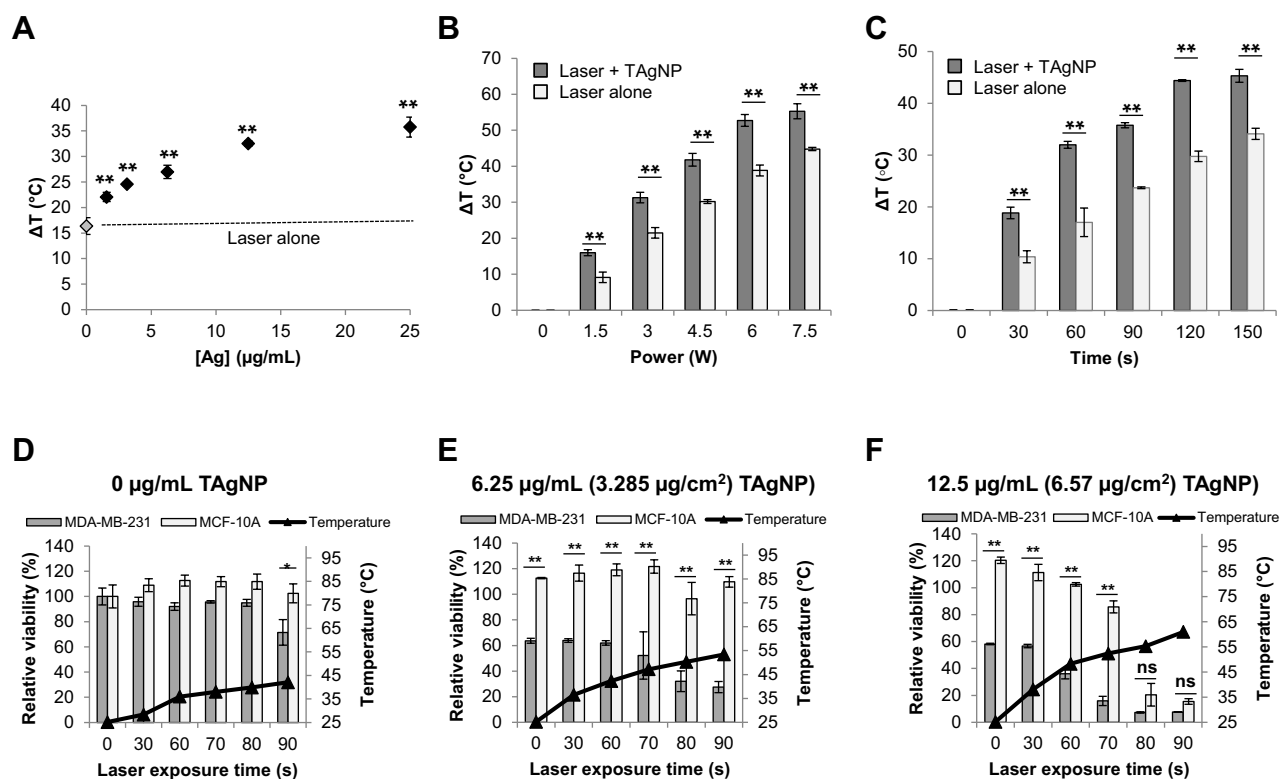 A
ΔT (°C)
40
35
30
25
20
15
10
5
0
**
**
**
**
**
Laser alone
0
5
10
15
20
25
[Ag] (µg/mL)
B
Laser + TAgNP
Laser alone
ΔT (°C)
70
60
50
40
30
20
10
0
**
**
**
**
**
0 1.5 3 4.5 6 7.5
Power (W)
C
Laser + TAgNP
Laser alone
ΔT (°C)
50
40
30
20
10
0
**
**
**
**
**
0 30 60 90 120 150
Time (s)
D
0 µg/mL TAgNP
MDA-MB-231 MCF-10A Temperature
Relative viability (%)
140
120
100
80
60
40
20
0
*
95
85
75
65
55
45
35
25
Temperature (°C)
0 30 60 70 80 90
Laser exposure time (s)
E
6.25 µg/mL (3.285 µg/cm²) TAgNP)
MDA-MB-231 MCF-10A Temperature
Relative viability (%)
140
120
100
80
60
40
20
0
** ** ** ** ** **
95
85
75
65
55
45
35
25
Temperature (°C)
0 30 60 70 80 90
Laser exposure time (s)
F
12.5 µg/mL (6.57 µg/cm²) TAgNP)
MDA-MB-231 MCF-10A Temperature
Relative viability (%)
140
120
100
80
60
40
20
0
** ** ** ** ns ns
95
85
75
65
55
45
35
25
Temperature (°C)
0 30 60 70 80 90
Laser exposure time (s)